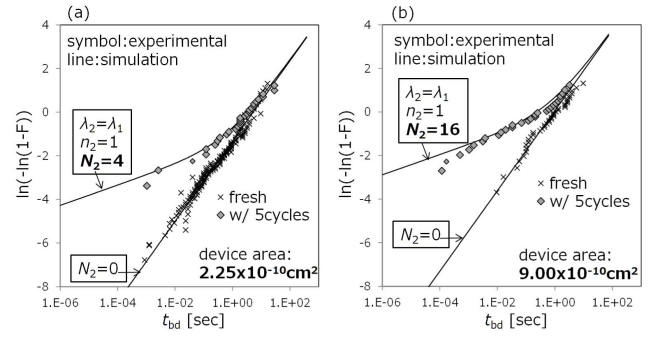 (a)
symbol:experimental
line:simulation
λ2=λ1
n2=1
N2=4
fresh
w/ 5cycles
N2=0
device area:
2.25x10-10cm2
ln(-ln(1-F))
4
2
0
-2
-4
-6
-8
1.E-06
1.E-04
1.E-02
1.E+00
1.E+02
tbd [sec]
(b)
symbol:experimental
line:simulation
λ2=λ1
n2=1
N2=16
fresh
w/ 5cycles
N2=0
device area:
9.00x10-10cm2
ln(-ln(1-F))
4
2
0
-2
-4
-6
-8
1.E-06
1.E-04
1.E-02
1.E+00
1.E+02
tbd [sec]